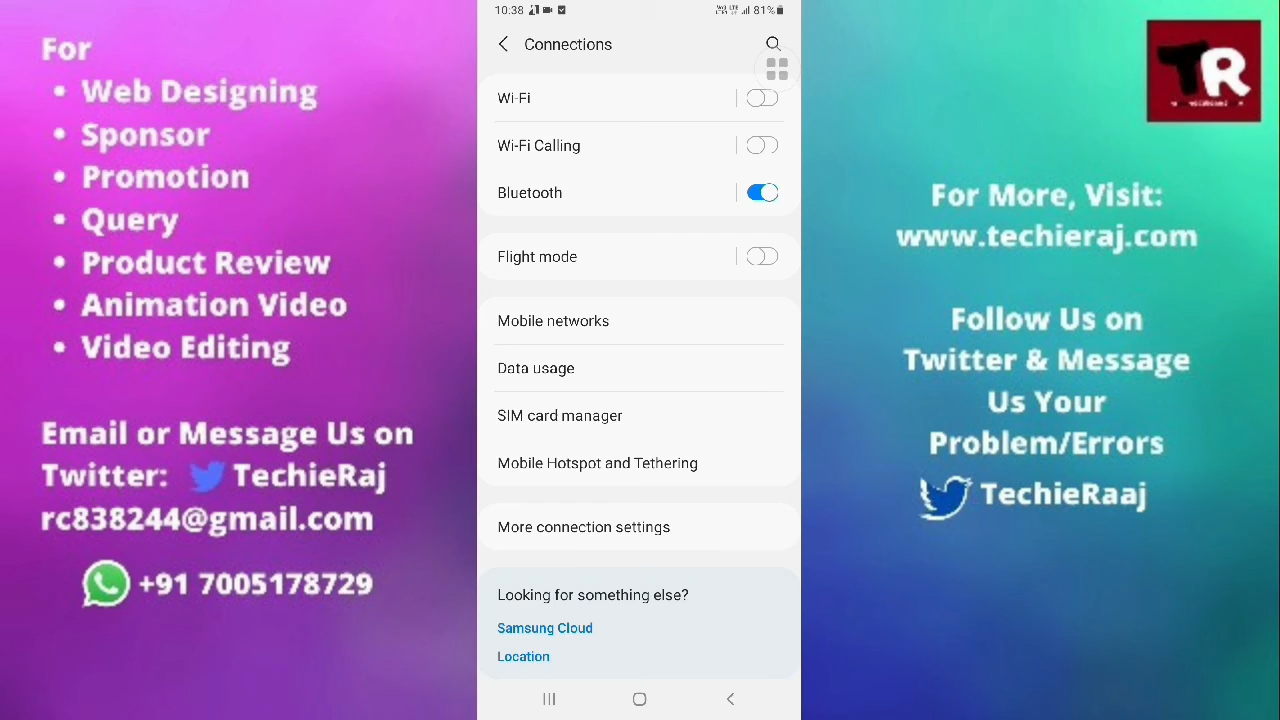 For
• Web Designing
• Sponsor
• Promotion
• Query
• Product Review
• Animation Video
• Video Editing
Email or Message Us on
Twitter: TechieRaj
rc838244@gmail.com
+91 7005178729
10:38
81%
Connections
Wi-Fi
Wi-Fi Calling
Bluetooth
Flight mode
Mobile networks
Data usage
SIM card manager
Mobile Hotspot and Tethering
More connection settings
Looking for something else?
Samsung Cloud
Location
TR
For More, Visit:
www.techieraj.com
Follow Us on
Twitter & Message
Us Your
Problem/Errors
TechieRaaj